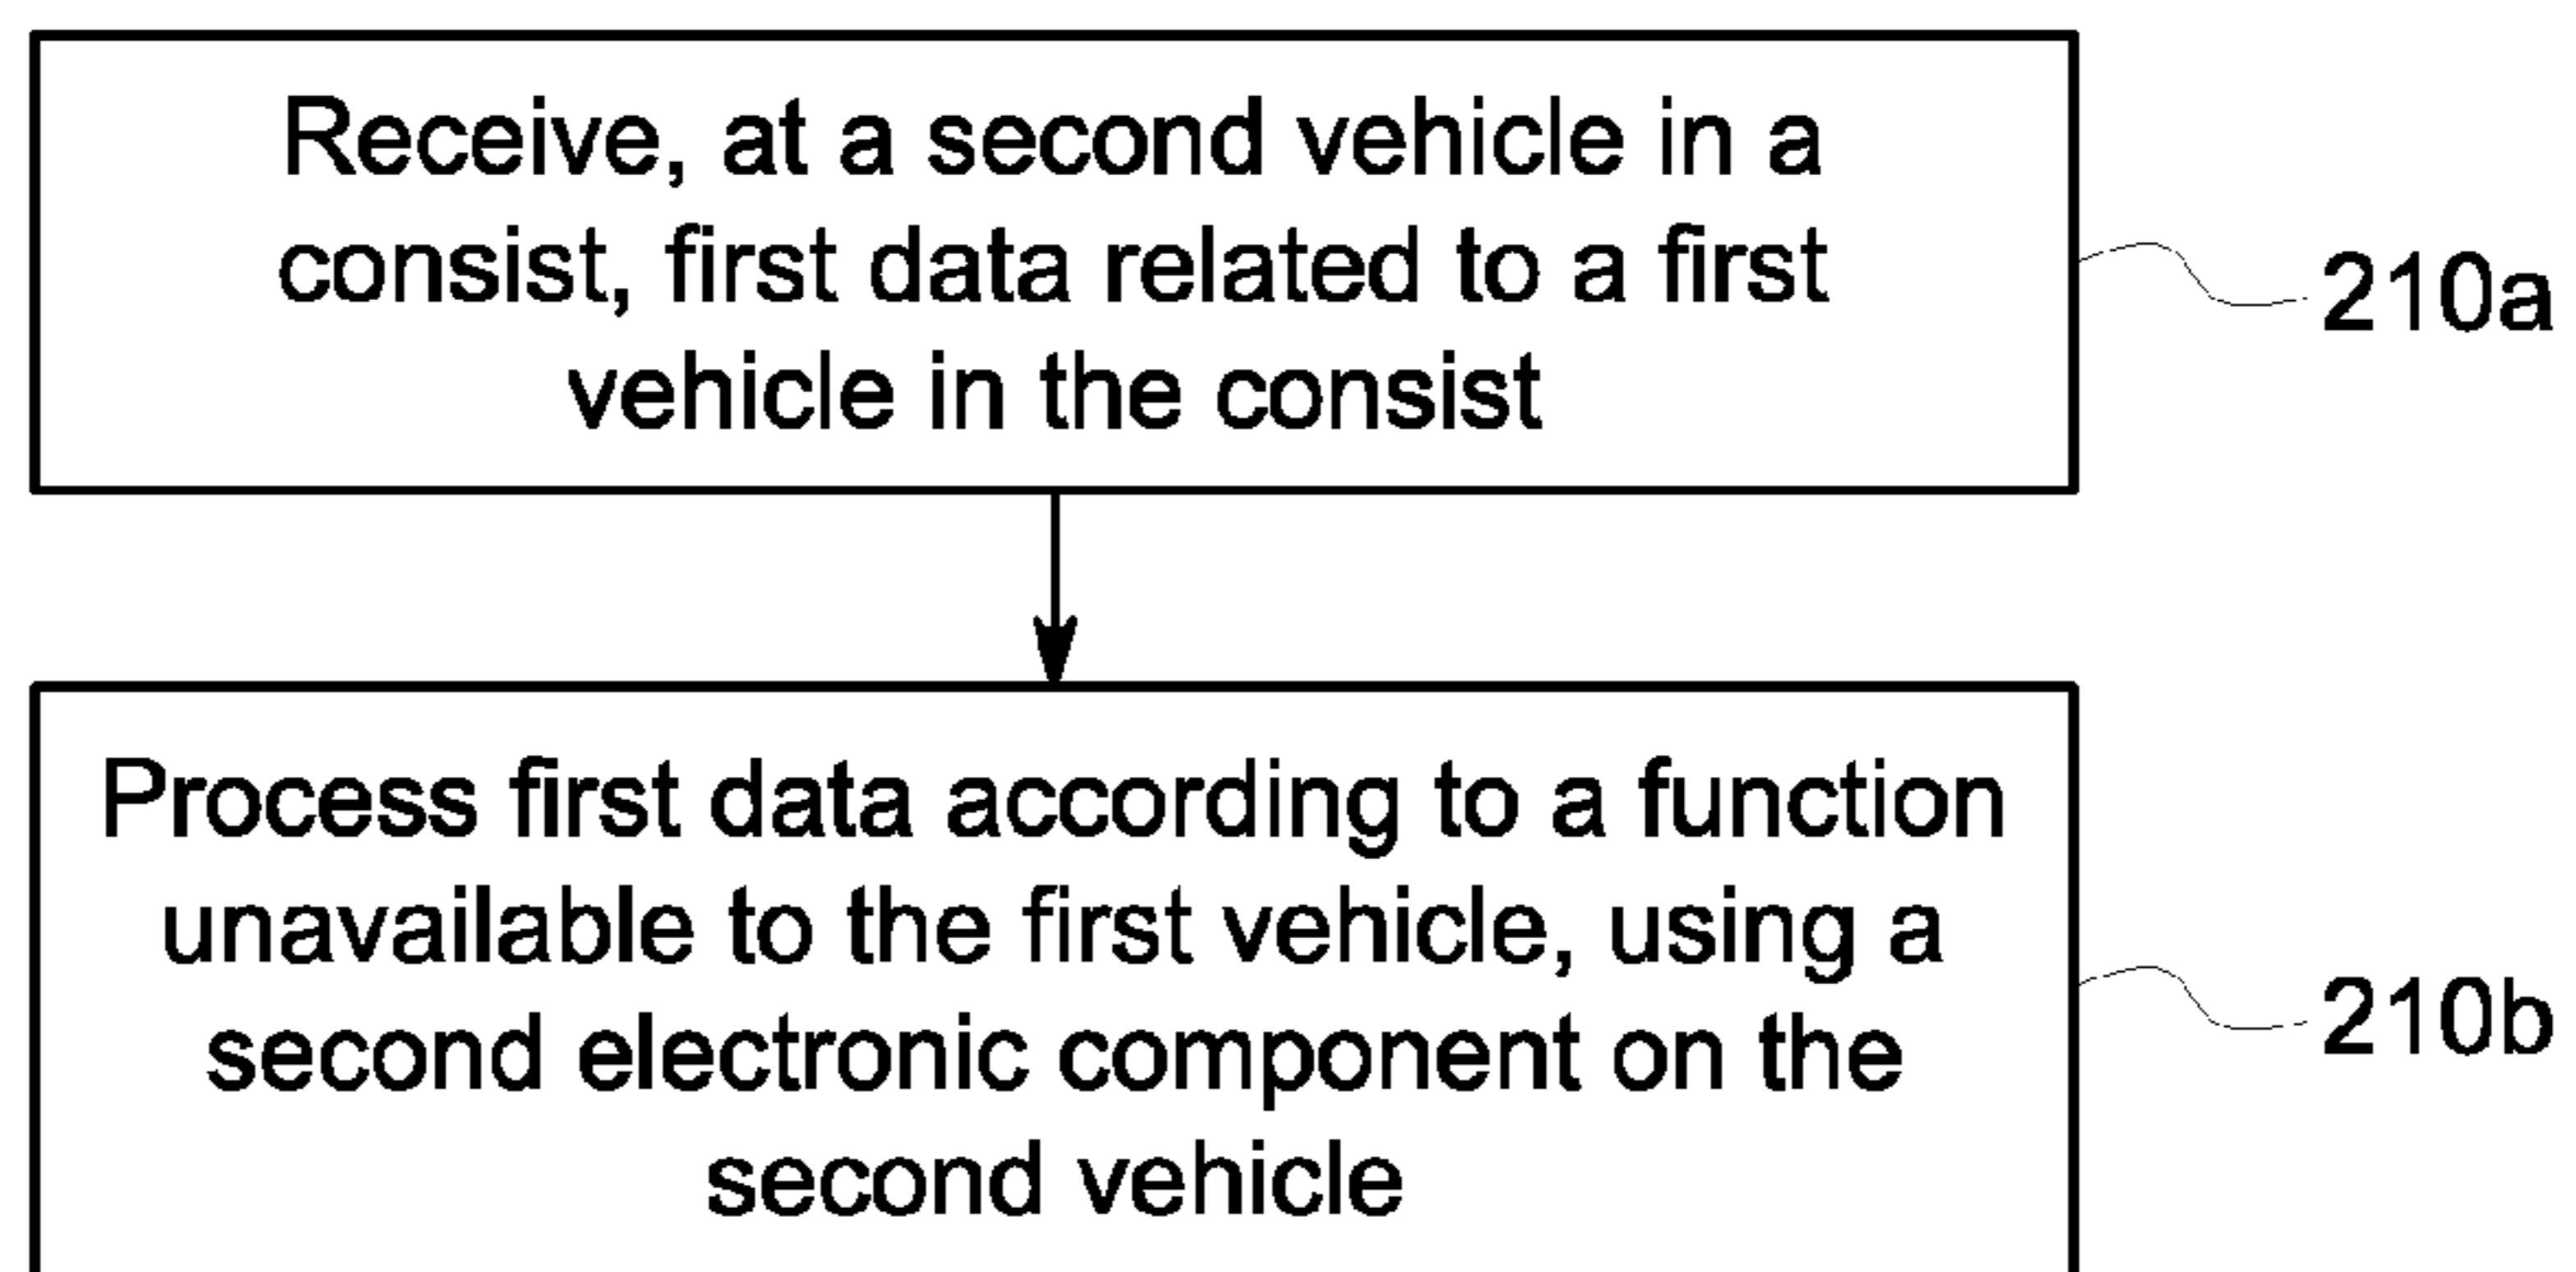 Receive, at a second vehicle in a
consist, first data related to a first
vehicle in the consist
210a
Process first data according to a function
unavailable to the first vehicle, using a
second electronic component on the
second vehicle
210b